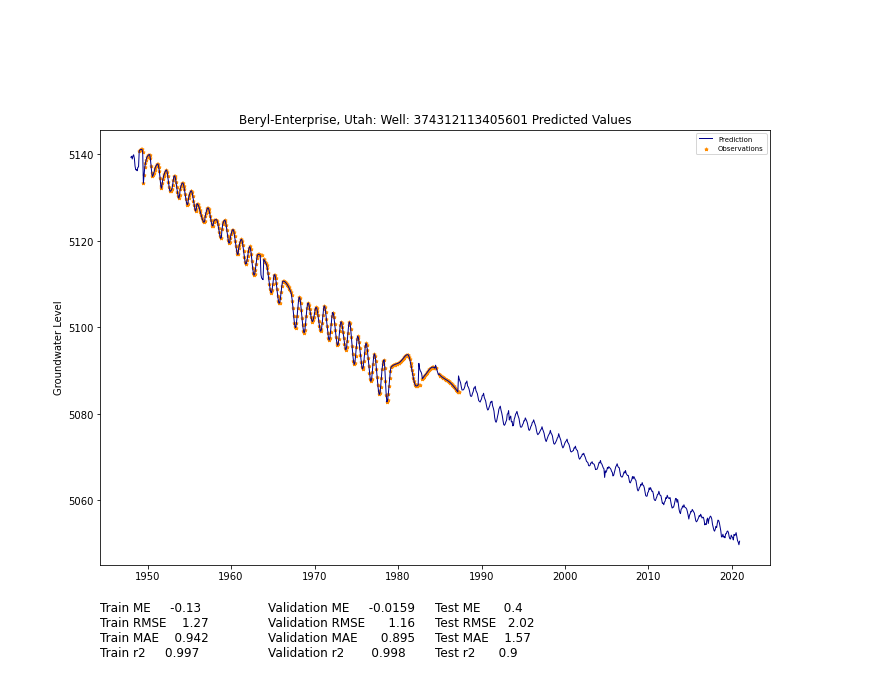 Beryl-Enterprise, Utah: Well: 374312113405601 Predicted Values
Prediction
Observations
Groundwater Level
5140
5120
5100
5080
5060
1950 1960 1970 1980 1990 2000 2010 2020
Train ME -0.13 Validation ME -0.0159 Test ME 0.4
Train RMSE 1.27 Validation RMSE 1.16 Test RMSE 2.02
Train MAE 0.942 Validation MAE 0.895 Test MAE 1.57
Train r2 0.997 Validation r2 0.998 Test r2 0.9